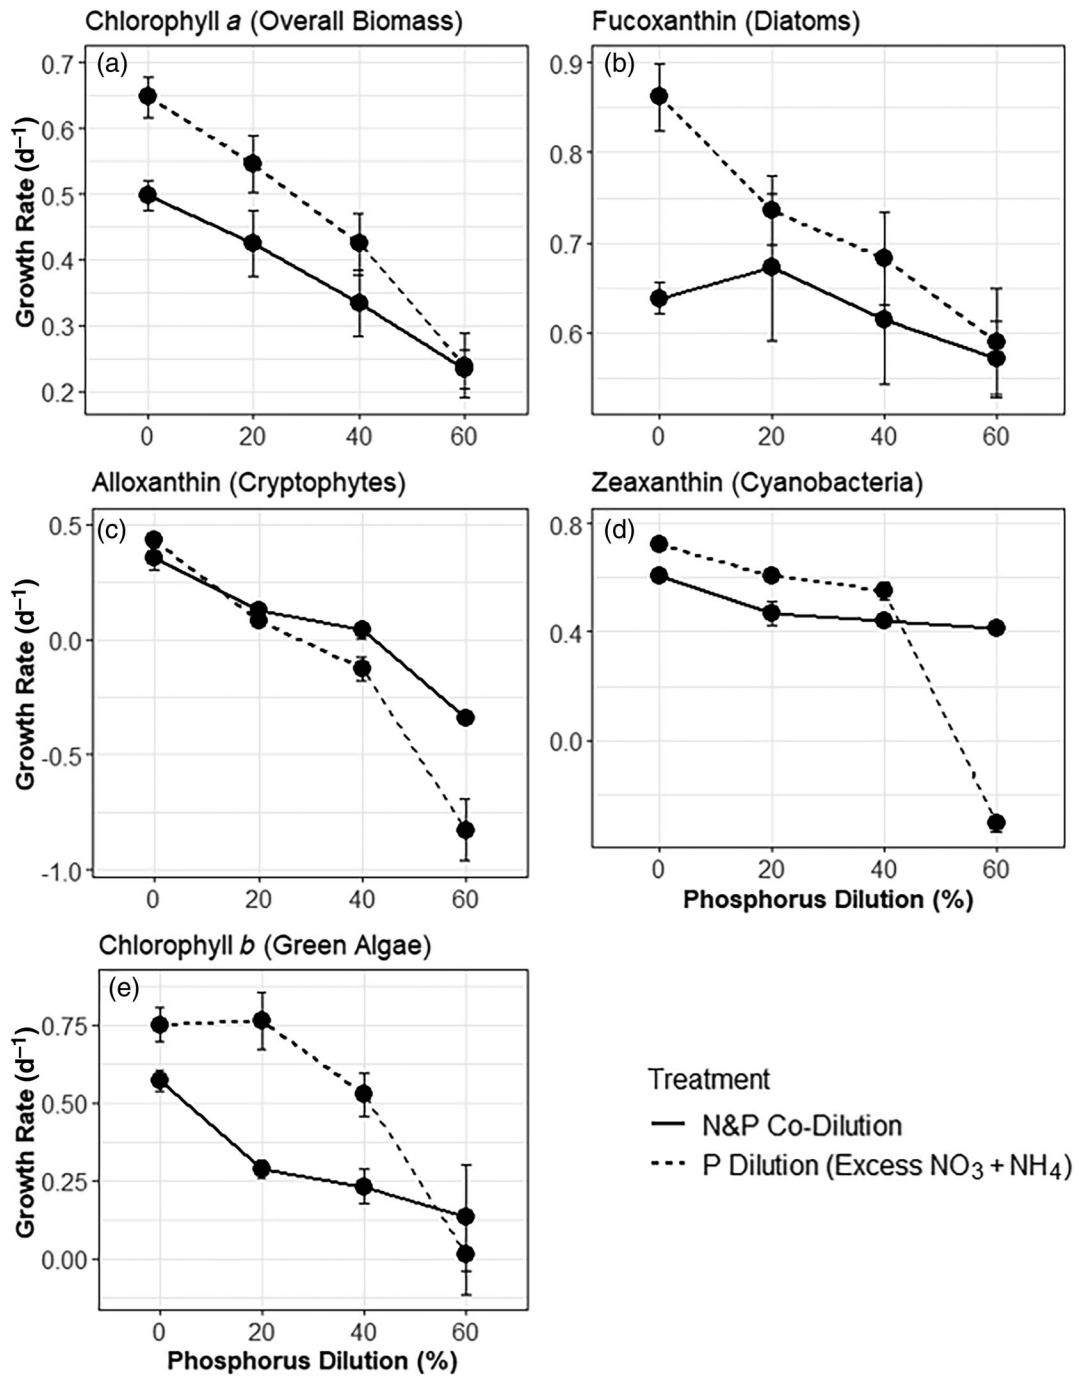 Chlorophyll a (Overall Biomass)
(a)
Growth Rate (d⁻¹)
0.7
0.6
0.5
0.4
0.3
0.2
0 20 40 60
Fucoxanthin (Diatoms)
(b)
0.9
0.8
0.7
0.6
0 20 40 60
Alloxanthin (Cryptophytes)
(c)
Growth Rate (d⁻¹)
0.5
0.0
-0.5
-1.0
0 20 40 60
Zeaxanthin (Cyanobacteria)
(d)
0.8
0.4
0.0
0 20 40 60
Phosphorus Dilution (%)
Chlorophyll b (Green Algae)
(e)
Growth Rate (d⁻¹)
0.75
0.50
0.25
0.00
0 20 40 60
Phosphorus Dilution (%)
Treatment
N&P Co-Dilution
P Dilution (Excess NO₃ + NH₄)